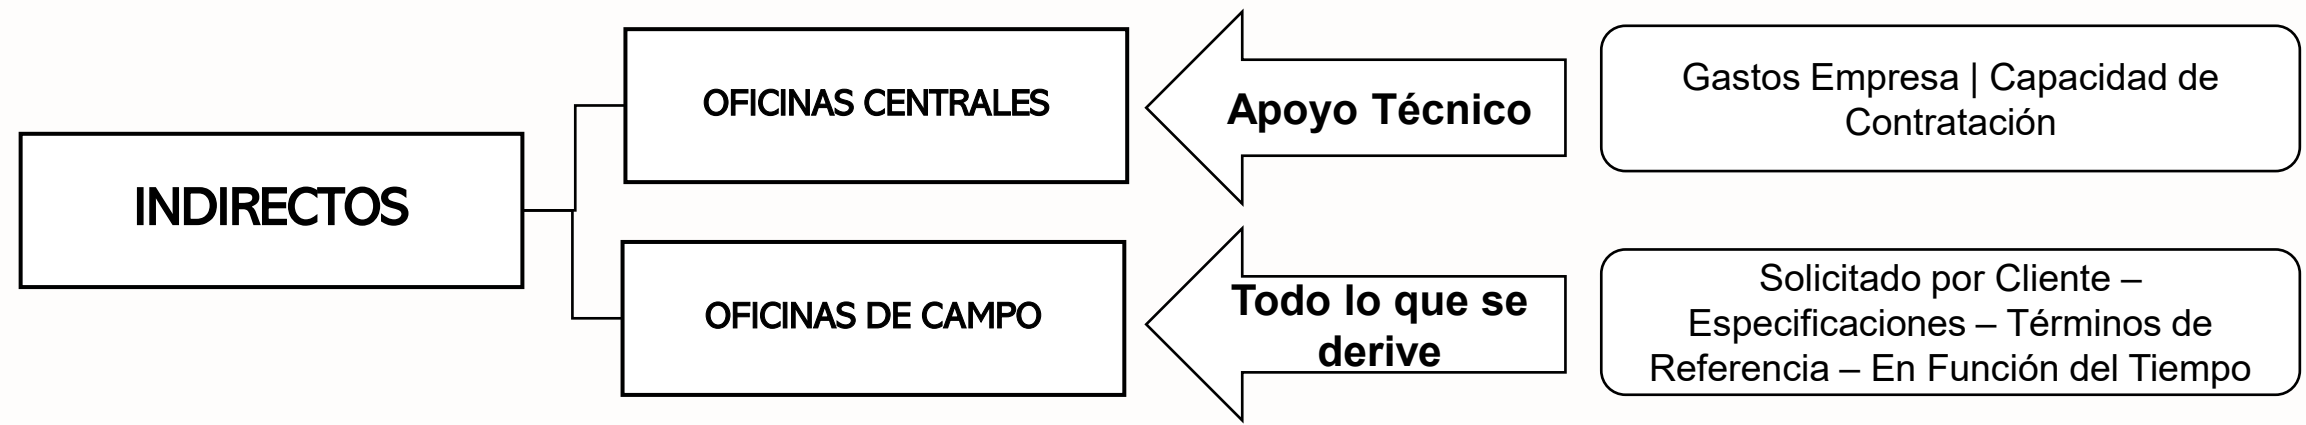 INDIRECTOS
OFICINAS CENTRALES
Apoyo Técnico
Gastos Empresa | Capacidad de
Contratación
OFICINAS DE CAMPO
Todo lo que se
derive
Solicitado por Cliente –
Especificaciones – Términos de
Referencia – En Función del Tiempo